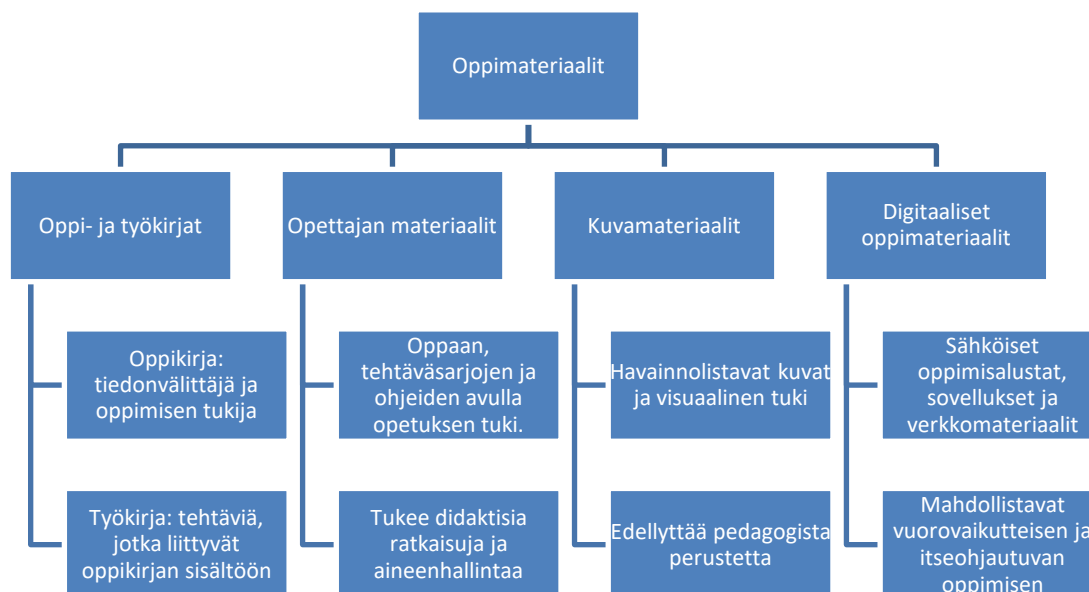 Oppimateriaalit
Oppi- ja työkirjat
Oppikirja:
tiedonvälittäjä ja
oppimisen tukija
Työkirja: tehtäviä,
jotka liittyvät
oppikirjan sisältöön
Opettajan materiaalit
Oppaan,
tehtäväsarjojen ja
ohjeiden avulla
opetuksen tuki.
Tukee didaktisia
ratkaisuja ja
aineenhallintaa
Kuvamateriaalit
Havainnolistavat kuvat
ja visuaalinen tuki
Edellyttää pedagogista
perustetta
Digitaaliset
oppimateriaalit
Sähköiset
oppimisalustat,
sovellukset ja
verkkomateriaalit
Mahdollistavat
vuorovaikutteisen ja
itseohjautuvan
oppimisen